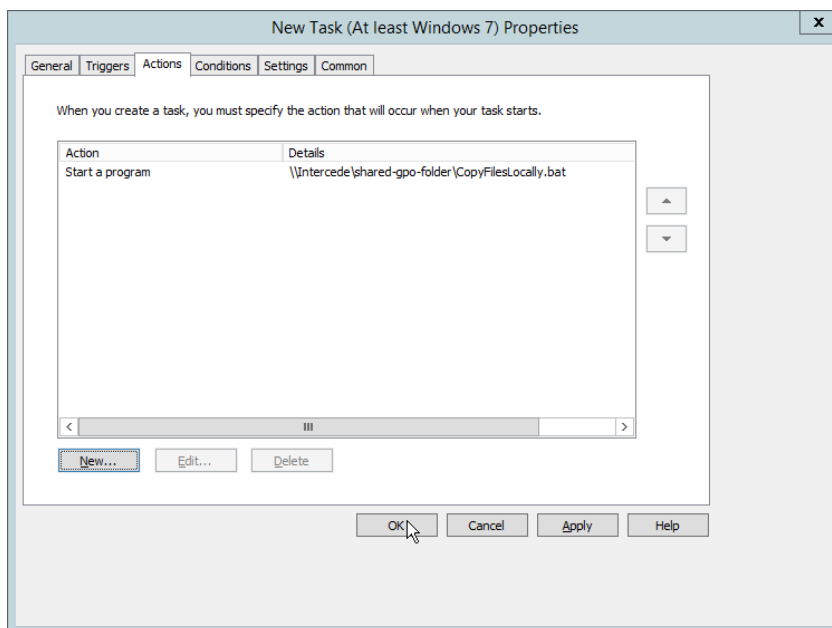 New Task (At least Windows 7) Properties
x
General Triggers Actions Conditions Settings Common
When you create a task, you must specify the action that will occur when your task starts.
Action Details
Start a program \\Intercede\shared-gpo-folder\CopyFilesLocally.bat
New... Edit... Delete
OK Cancel Apply Help